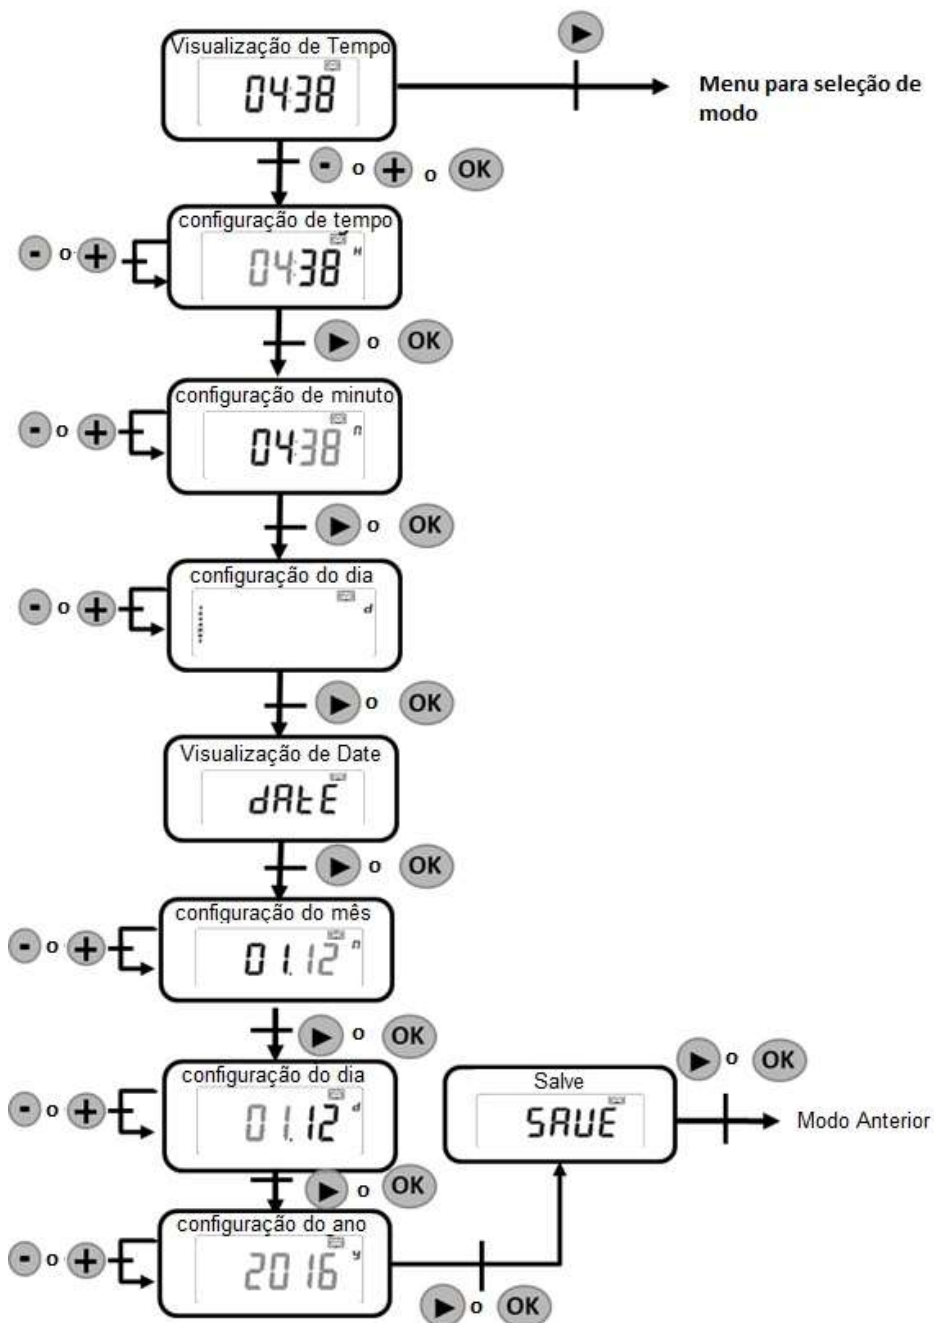 Visualização de Tempo
04:38
Menu para seleção de
modo
- o + o OK
configuração de tempo
04:38 H
- o +
o OK
configuração de minuto
04:38 n
- o +
o OK
configuração do dia
d
- o +
o OK
Visualização de Date
dAtE
o OK
configuração do mês
01.12 n
- o +
o OK
configuração do dia
01.12 d
- o +
o OK
Salve
SAVE
o OK
Modo Anterior
configuração do ano
2016 y
- o +
o OK